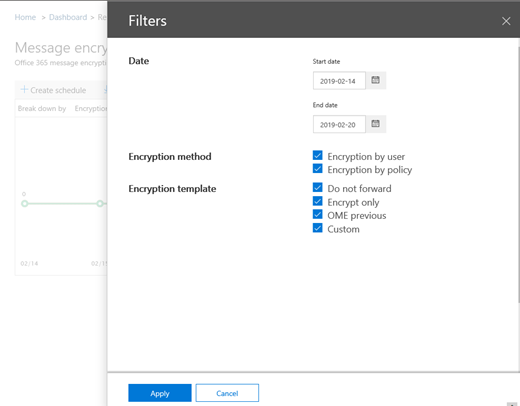 Home > Dashboard > Re
Message encry
Office 365 message encrypti
+ Create schedule
Break down by Encryption
0
02/14 02/1
Filters
Date
Start date
2019-02-14
End date
2019-02-20
Encryption method
Encryption by user
Encryption by policy
Encryption template
Do not forward
Encrypt only
OME previous
Custom
Apply Cancel